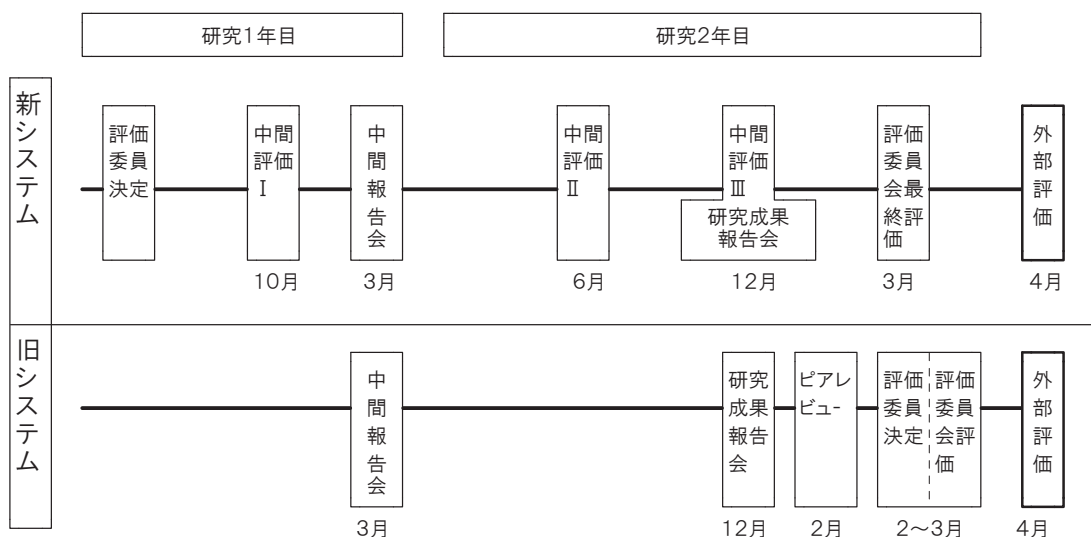 研究1年目
研究2年目
新システム
評価
委員
決定
中間
評価
Ⅰ
中間報告会
中間
評価
Ⅱ
中間
評価
Ⅲ
研究成果
報告会
評価
委員
会最
終評
価
外部評価
10月
3月
6月
12月
3月
4月
旧システム
中間報告会
研究
成果
報告
会
ピアレ
ビュー
評価
委員
決定
評価
委員
会評
価
外部評価
3月
12月
2月
2〜3月
4月